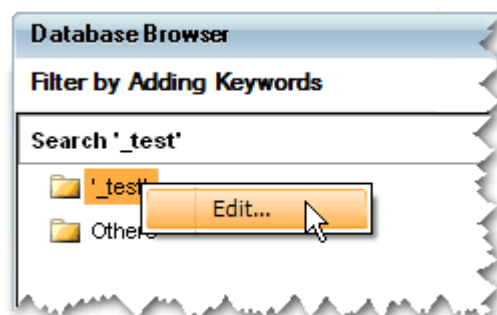 Database Browser
Filter by Adding Keywords
Search '_test'
'_test'
Edit...
Others